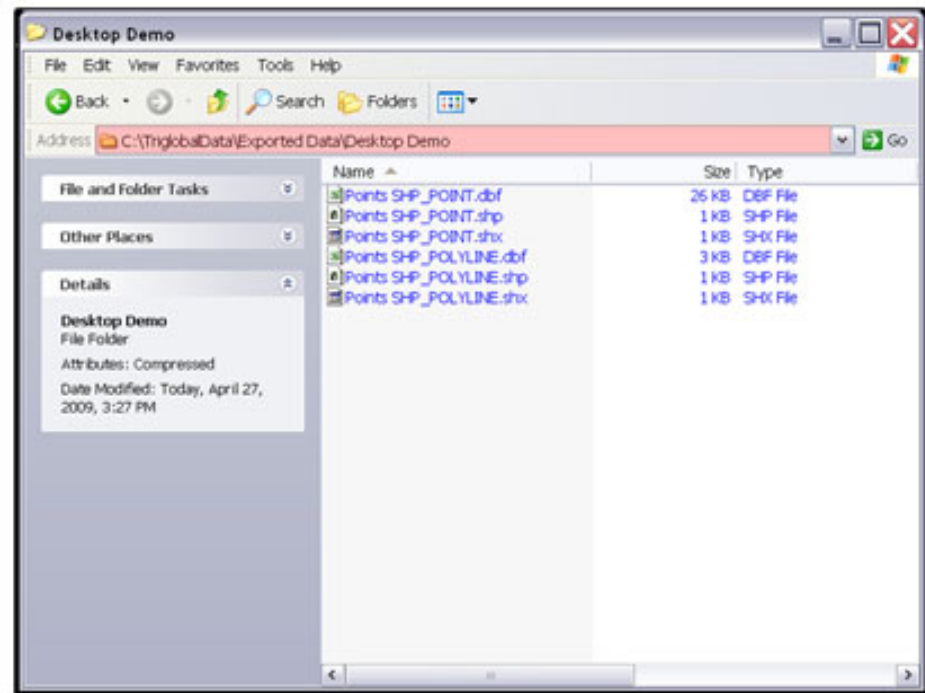 Desktop Demo
File Edit View Favorites Tools Help
Back Search Folders
Address C:\TriglobalData\Exported Data\Desktop Demo Go
File and Folder Tasks
Other Places
Details
Desktop Demo
File Folder
Attributes: Compressed
Date Modified: Today, April 27,
2009, 3:27 PM
Name Size Type
Points SHP_POINT.dbf 26 KB DBF File
Points SHP_POINT.shp 1 KB SHP File
Points SHP_POINT.shx 1 KB SHX File
Points SHP_POLYLINE.dbf 3 KB DBF File
Points SHP_POLYLINE.shp 1 KB SHP File
Points SHP_POLYLINE.shx 1 KB SHX File